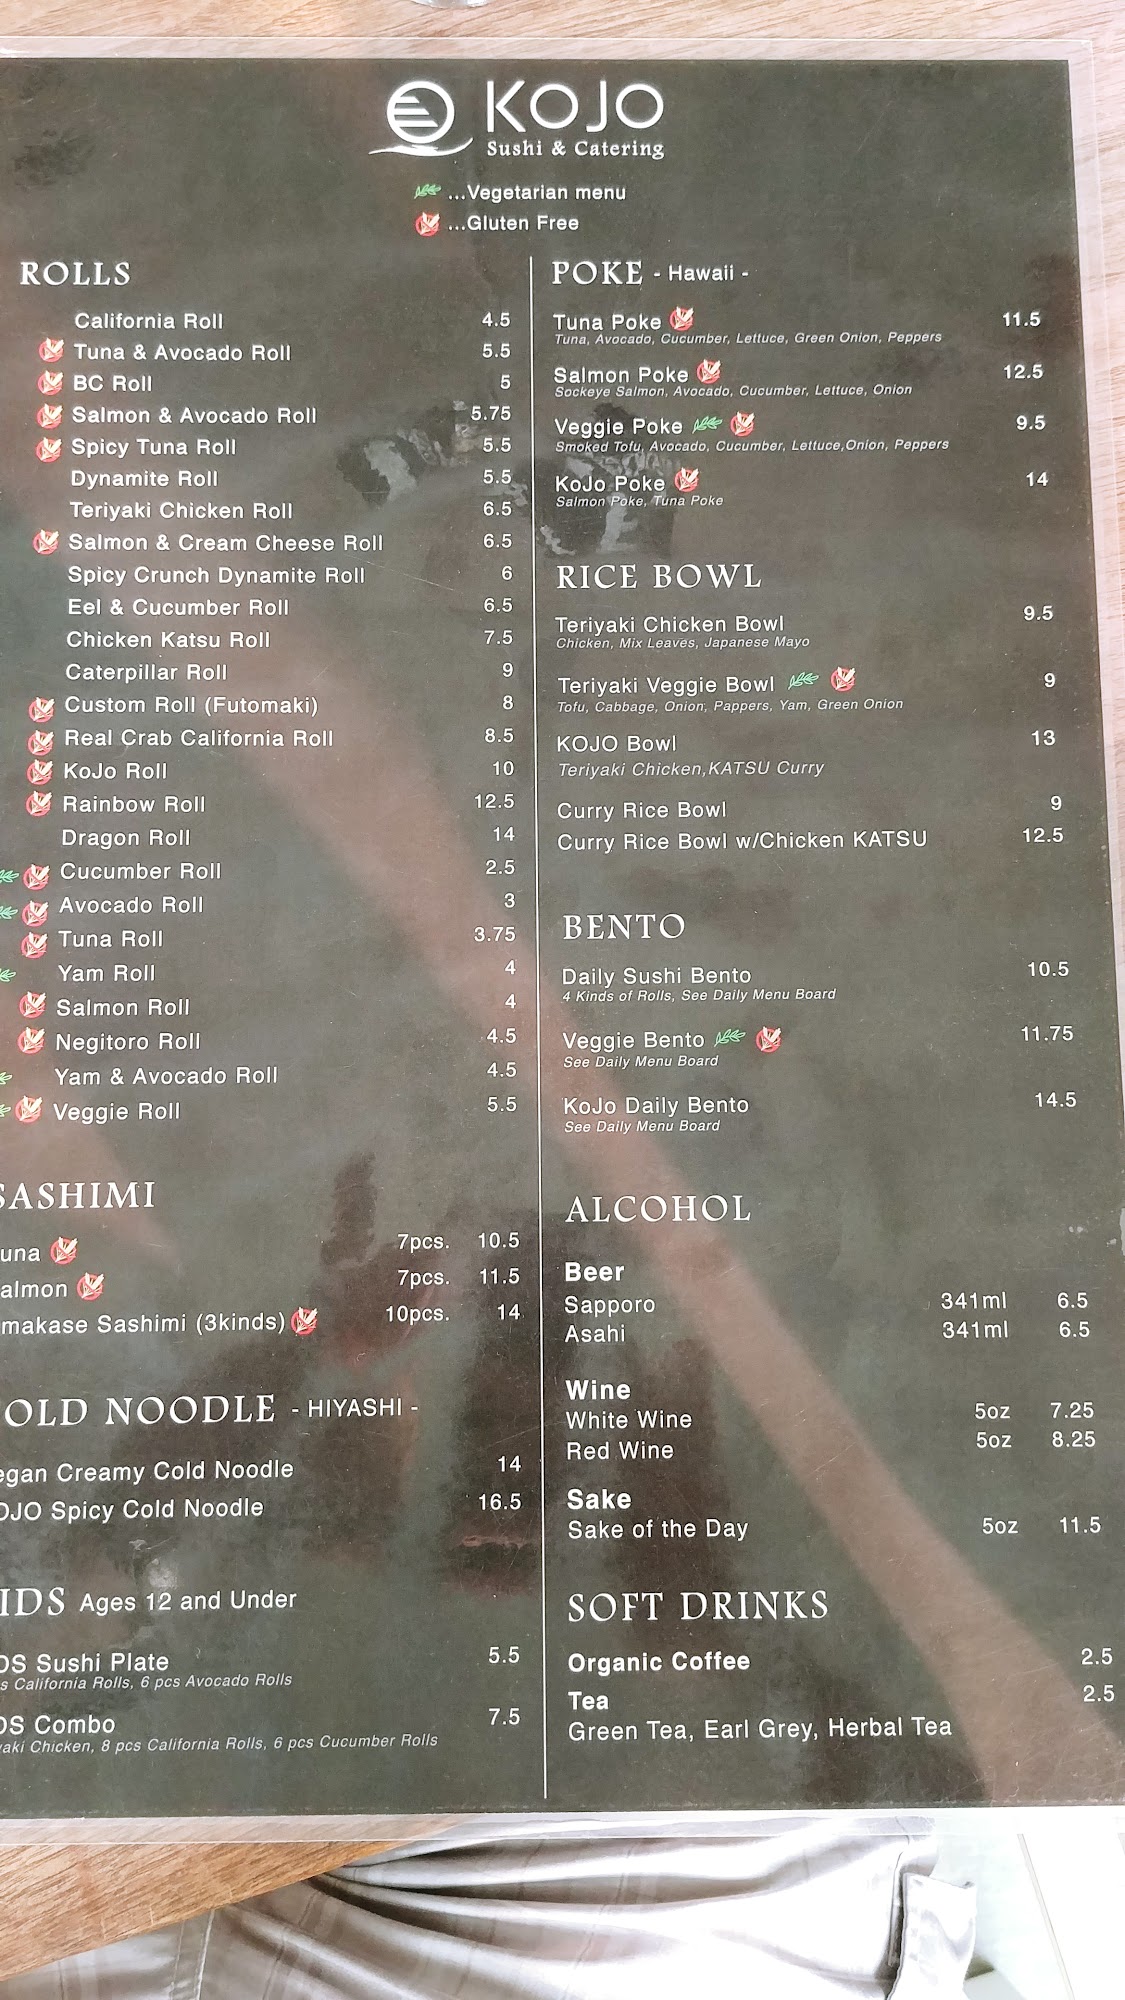 KOJO
Sushi & Catering
...Vegetarian menu
...Gluten Free
ROLLS
California Roll 4.5
Tuna & Avocado Roll 5.5
BC Roll 5
Salmon & Avocado Roll 5.75
Spicy Tuna Roll 5.5
Dynamite Roll 5.5
Teriyaki Chicken Roll 6.5
Salmon & Cream Cheese Roll 6.5
Spicy Crunch Dynamite Roll 6
Eel & Cucumber Roll 6.5
Chicken Katsu Roll 7.5
Caterpillar Roll 9
Custom Roll (Futomaki) 8
Real Crab California Roll 8.5
KoJo Roll 10
Rainbow Roll 12.5
Dragon Roll 14
Cucumber Roll 2.5
Avocado Roll 3
Tuna Roll 3.75
Yam Roll 4
Salmon Roll 4
Negitoro Roll 4.5
Yam & Avocado Roll 4.5
Veggie Roll 5.5
SASHIMI
una 7pcs. 10.5
almon 7pcs. 11.5
makase Sashimi (3kinds) 10pcs. 14
OLD NOODLE - HIYASHI -
egan Creamy Cold Noodle 14
OJO Spicy Cold Noodle 16.5
IDS Ages 12 and Under
DS Sushi Plate 5.5
s California Rolls, 6 pcs Avocado Rolls
DS Combo 7.5
yaki Chicken, 8 pcs California Rolls, 6 pcs Cucumber Rolls
POKE - Hawaii -
Tuna Poke 11.5
Tuna, Avocado, Cucumber, Lettuce, Green Onion, Peppers
Salmon Poke 12.5
Sockeye Salmon, Avocado, Cucumber, Lettuce, Onion
Veggie Poke 9.5
Smoked Tofu, Avocado, Cucumber, Lettuce,Onion, Peppers
KoJo Poke 14
Salmon Poke, Tuna Poke
RICE BOWL
Teriyaki Chicken Bowl 9.5
Chicken, Mix Leaves, Japanese Mayo
Teriyaki Veggie Bowl 9
Tofu, Cabbage, Onion, Pappers, Yam, Green Onion
KOJO Bowl 13
Teriyaki Chicken,KATSU Curry
Curry Rice Bowl 9
Curry Rice Bowl w/Chicken KATSU 12.5
BENTO
Daily Sushi Bento 10.5
4 Kinds of Rolls, See Daily Menu Board
Veggie Bento 11.75
See Daily Menu Board
KoJo Daily Bento 14.5
See Daily Menu Board
ALCOHOL
Beer
Sapporo 341ml 6.5
Asahi 341ml 6.5
Wine
White Wine 5oz 7.25
Red Wine 5oz 8.25
Sake
Sake of the Day 5oz 11.5
SOFT DRINKS
Organic Coffee 2.5
Tea 2.5
Green Tea, Earl Grey, Herbal Tea